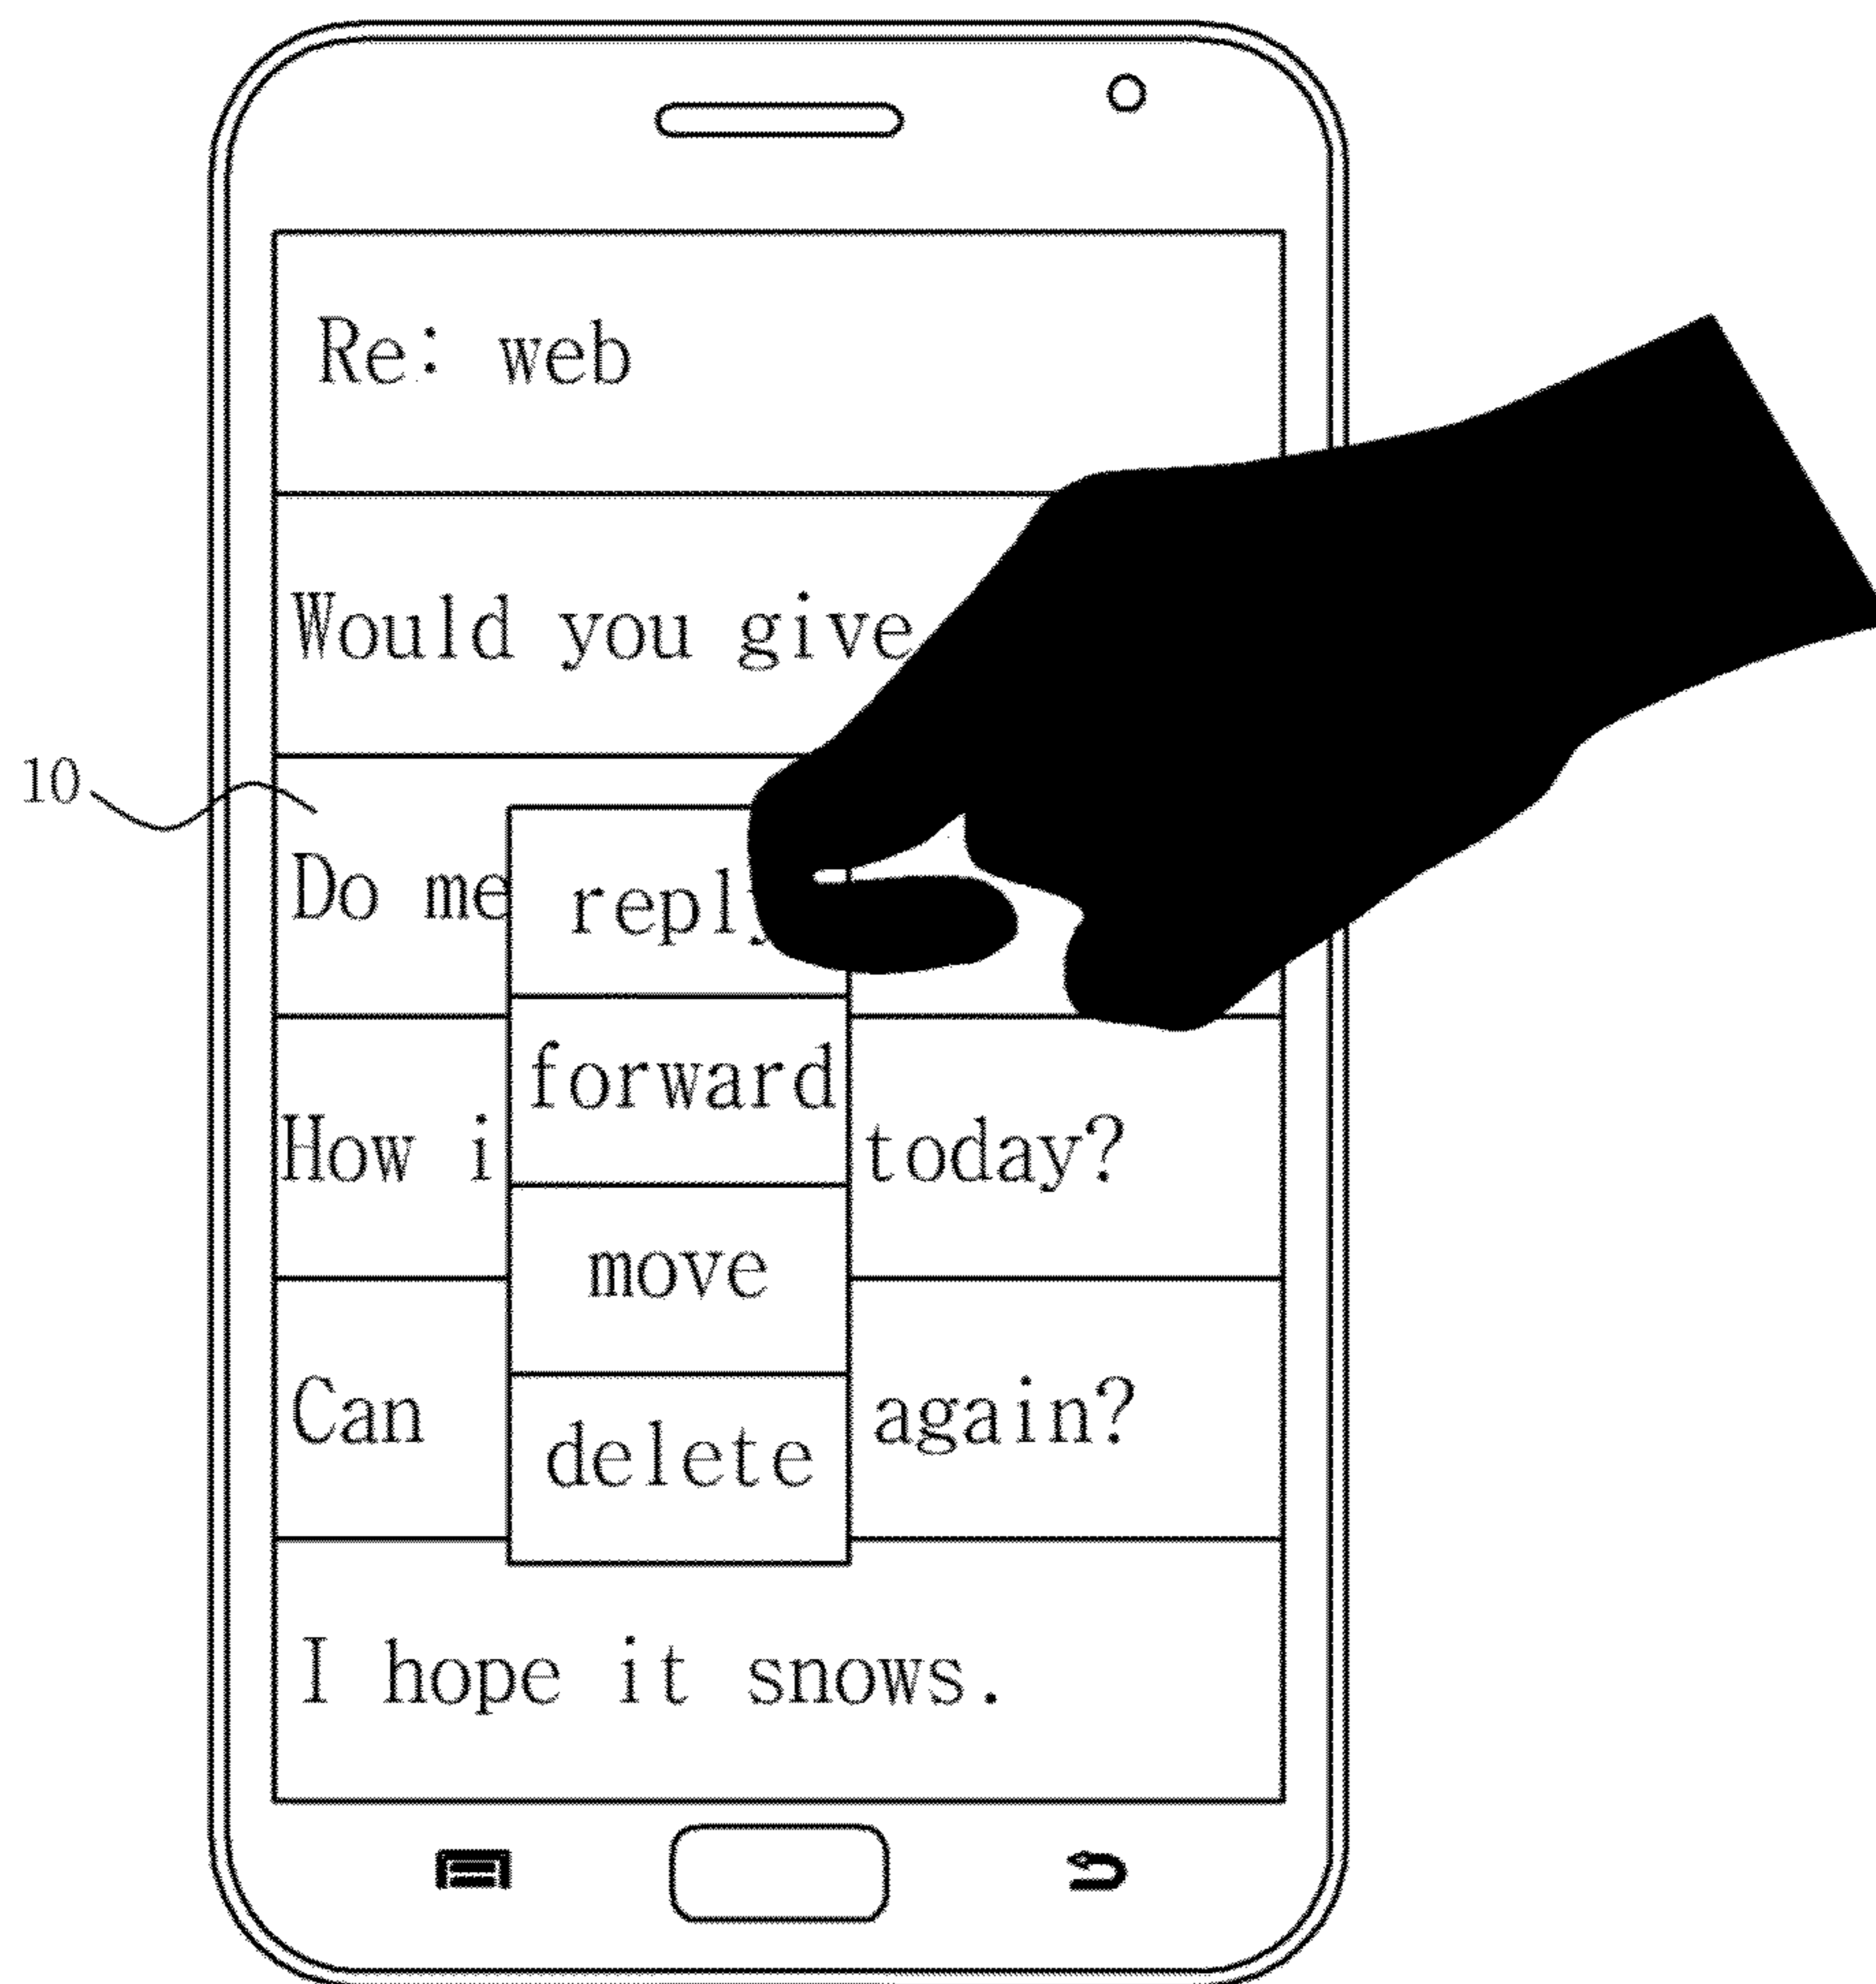 Re: web
Would you give
10
Do me
reply
forward
How i today?
move
Can again?
delete
I hope it snows.